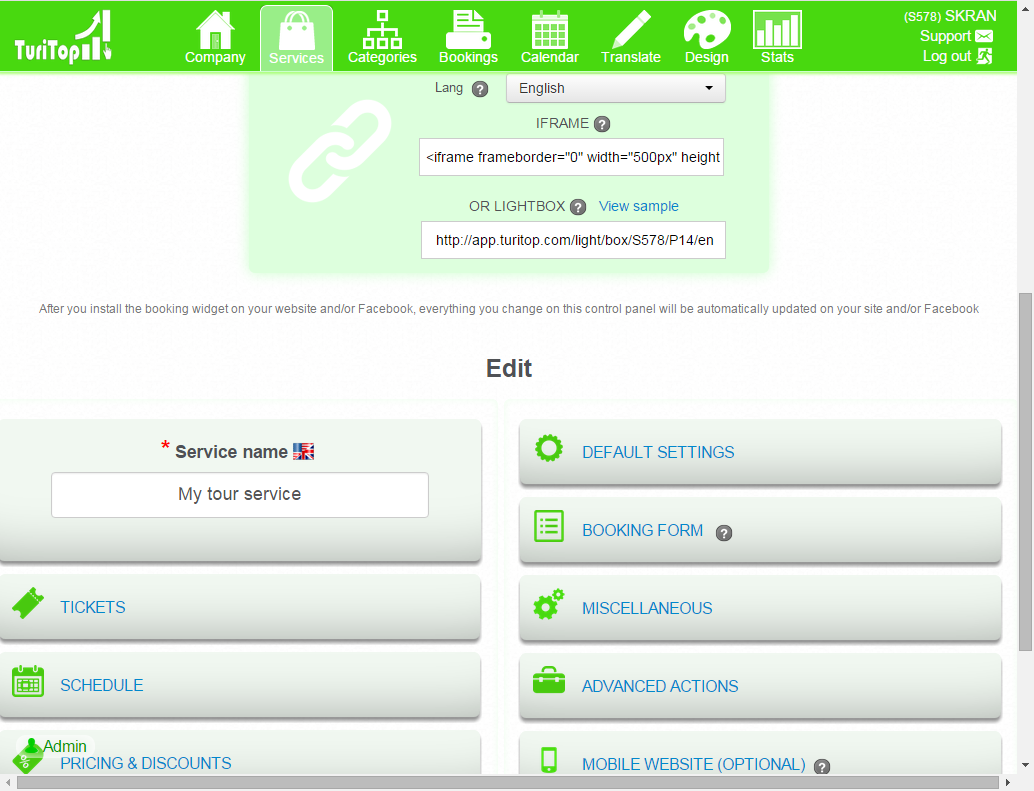 TuriTop
Company
Services
Categories
Bookings
Calendar
Translate
Design
Stats
(S578) SKRAN
Support
Log out
Lang ?
English
IFRAME ?
<iframe frameborder="0" width="500px" height
OR LIGHTBOX ? View sample
http://app.turitop.com/light/box/S578/P14/en
After you install the booking widget on your website and/or Facebook, everything you change on this control panel will be automatically updated on your site and/or Facebook
Edit
* Service name
My tour service
TICKETS
SCHEDULE
Admin
PRICING & DISCOUNTS
DEFAULT SETTINGS
BOOKING FORM ?
MISCELLANEOUS
ADVANCED ACTIONS
MOBILE WEBSITE (OPTIONAL) ?